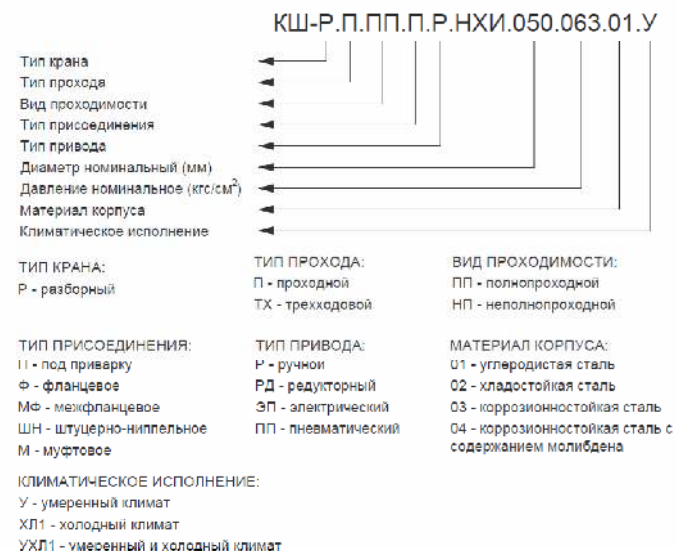 КШ-Р.П.ПП.П.Р.НХИ.050.063.01.У
Тип крана
Тип прохода
Вид проходимости
Тип присоединения
Тип привода
Диаметр номинальный (мм)
Давление номинальное (кгс/см²)
Материал корпуса
Климатическое исполнение
ТИП КРАНА:
Р - разборный
ТИП ПРОХОДА:
П - проходной
ТХ - трехходовой
ВИД ПРОХОДИМОСТИ:
ПП - полнопроходной
НП - неполнопроходной
ТИП ПРИСОЕДИНЕНИЯ:
П - под приварку
Ф - фланцевое
МФ - межфланцевое
ШН - штуцерно-ниппельное
М - муфтовое
ТИП ПРИВОДА:
Р - ручной
РД - редукторный
ЭП - электрический
ПП - пневматический
МАТЕРИАЛ КОРПУСА:
01 - углеродистая сталь
02 - хладостойкая сталь
03 - коррозионностойкая сталь
04 - коррозионностойкая сталь с
содержанием молибдена
КЛИМАТИЧЕСКОЕ ИСПОЛНЕНИЕ:
У - умеренный климат
ХЛ1 - холодный климат
УХЛ1 - умеренный и холодный климат